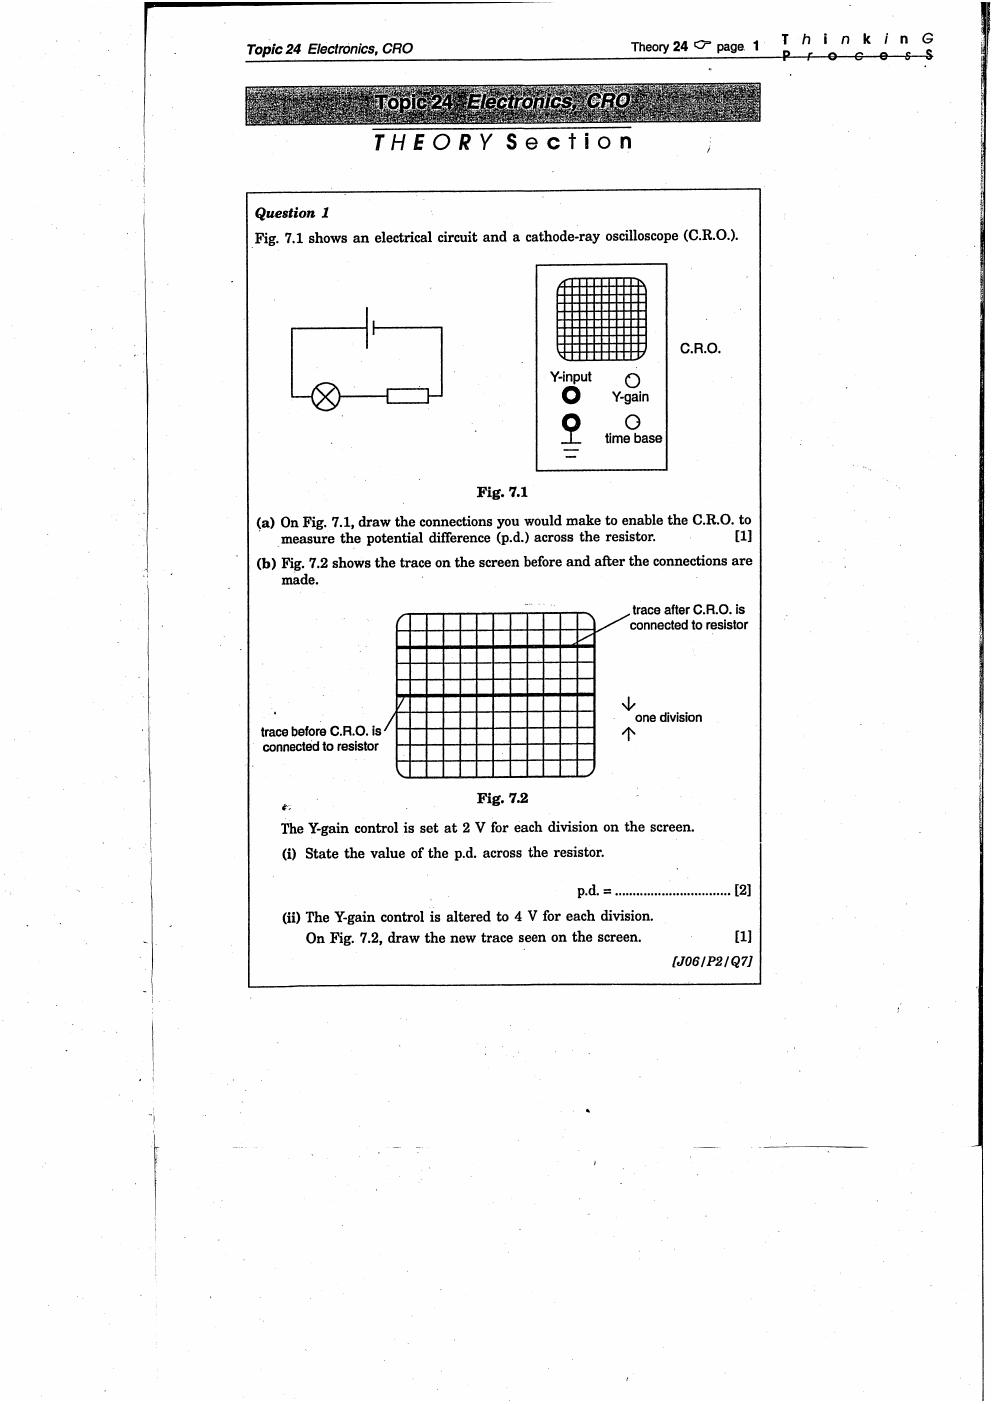 Topic 24 Electronics, CRO
Theory 24 ☞ page 1
T h i n k i n G
P r o c e s S
Topic 24 Electronics, CRO
THEORY Section
Question 1
Fig. 7.1 shows an electrical circuit and a cathode-ray oscilloscope (C.R.O.).
C.R.O.
Y-input
Y-gain
time base
Fig. 7.1
(a) On Fig. 7.1, draw the connections you would make to enable the C.R.O. to
measure the potential difference (p.d.) across the resistor. [1]
(b) Fig. 7.2 shows the trace on the screen before and after the connections are
made.
trace after C.R.O. is
connected to resistor
one division
trace before C.R.O. is
connected to resistor
Fig. 7.2
The Y-gain control is set at 2 V for each division on the screen.
(i) State the value of the p.d. across the resistor.
p.d. = ................................ [2]
(ii) The Y-gain control is altered to 4 V for each division.
On Fig. 7.2, draw the new trace seen on the screen. [1]
[J06/P2/Q7]